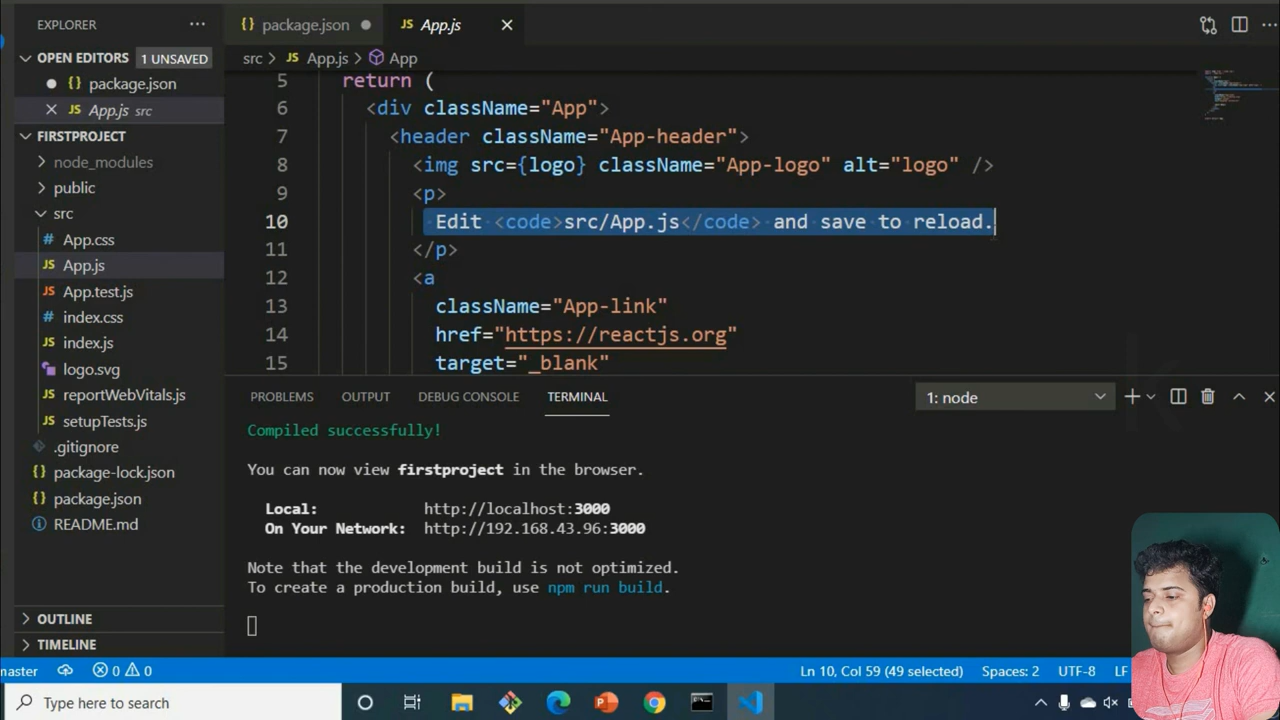 EXPLORER
OPEN EDITORS 1 UNSAVED
{} package.json
JS App.js src
FIRSTPROJECT
node_modules
public
src
# App.css
JS App.js
JS App.test.js
# index.css
JS index.js
logo.svg
JS reportWebVitals.js
JS setupTests.js
.gitignore
{} package-lock.json
{} package.json
README.md
OUTLINE
TIMELINE
{} package.json
JS App.js
src > JS App.js > App
5 return (
6 <div className="App">
7 <header className="App-header">
8 <img src={logo} className="App-logo" alt="logo" />
9 <p>
10 Edit <code>src/App.js</code> and save to reload.
11 </p>
12 <a
13 className="App-link"
14 href="https://reactjs.org"
15 target="_blank"
PROBLEMS OUTPUT DEBUG CONSOLE TERMINAL 1: node
Compiled successfully!
You can now view firstproject in the browser.
Local: http://localhost:3000
On Your Network: http://192.168.43.96:3000
Note that the development build is not optimized.
To create a production build, use npm run build.
master 0 0 Ln 10, Col 59 (49 selected) Spaces: 2 UTF-8 LF
Type here to search